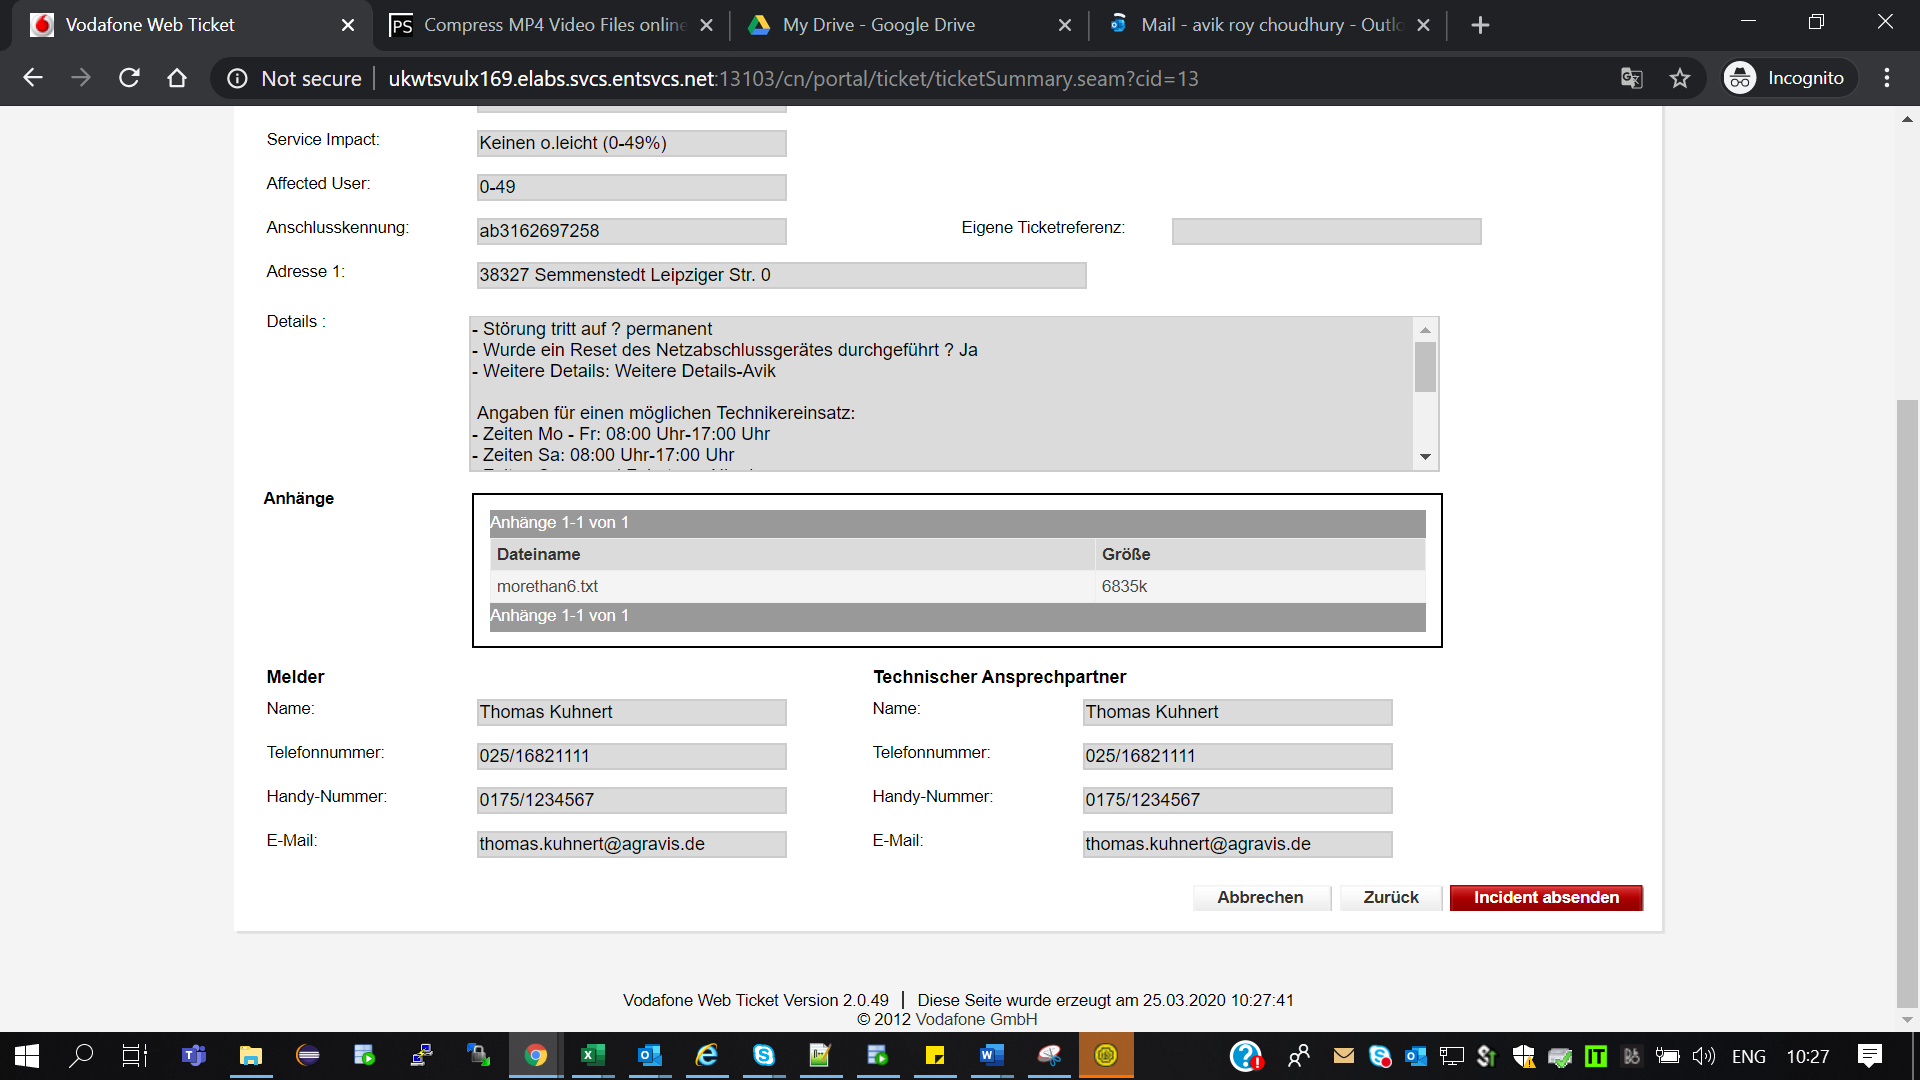 Vodafone Web Ticket
PS Compress MP4 Video Files online
My Drive - Google Drive
Mail - avik roy choudhury - Outlo
Not secure
ukwtsvulx169.elabs.svcs.entsvcs.net:13103/cn/portal/ticket/ticketSummary.seam?cid=13
Incognito
Service Impact:
Keinen o.leicht (0-49%)
Affected User:
0-49
Anschlusskennung:
ab3162697258
Eigene Ticketreferenz:
Adresse 1:
38327 Semmenstedt Leipziger Str. 0
Details :
- Störung tritt auf ? permanent
- Wurde ein Reset des Netzabschlussgerätes durchgeführt ? Ja
- Weitere Details: Weitere Details-Avik
Angaben für einen möglichen Technikereinsatz:
- Zeiten Mo - Fr: 08:00 Uhr-17:00 Uhr
- Zeiten Sa: 08:00 Uhr-17:00 Uhr
Anhänge
Anhänge 1-1 von 1
Dateiname Größe
morethan6.txt 6835k
Anhänge 1-1 von 1
Melder
Technischer Ansprechpartner
Name:
Thomas Kuhnert
Name:
Thomas Kuhnert
Telefonnummer:
025/16821111
Telefonnummer:
025/16821111
Handy-Nummer:
0175/1234567
Handy-Nummer:
0175/1234567
E-Mail:
thomas.kuhnert@agravis.de
E-Mail:
thomas.kuhnert@agravis.de
Abbrechen
Zurück
Incident absenden
Vodafone Web Ticket Version 2.0.49 | Diese Seite wurde erzeugt am 25.03.2020 10:27:41
© 2012 Vodafone GmbH
ENG
10:27